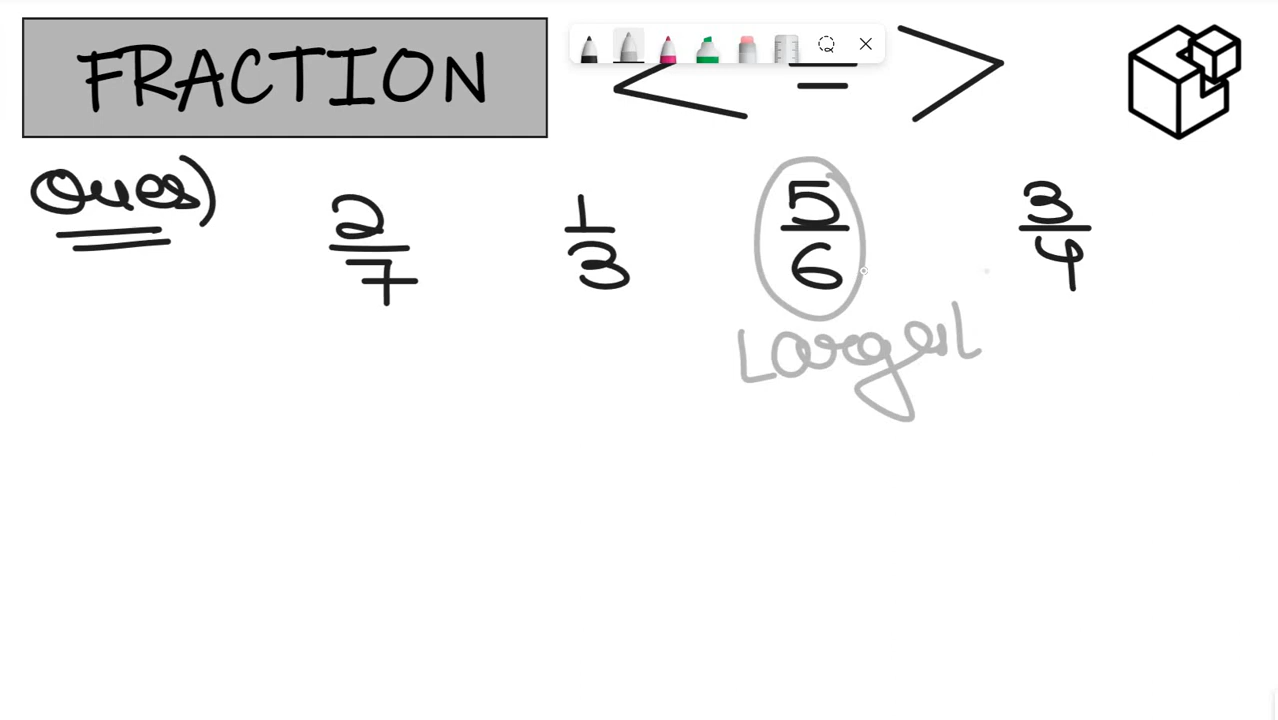 FRACTION < = >
Ques) 2/7 1/3 5/6 3/4
Largest